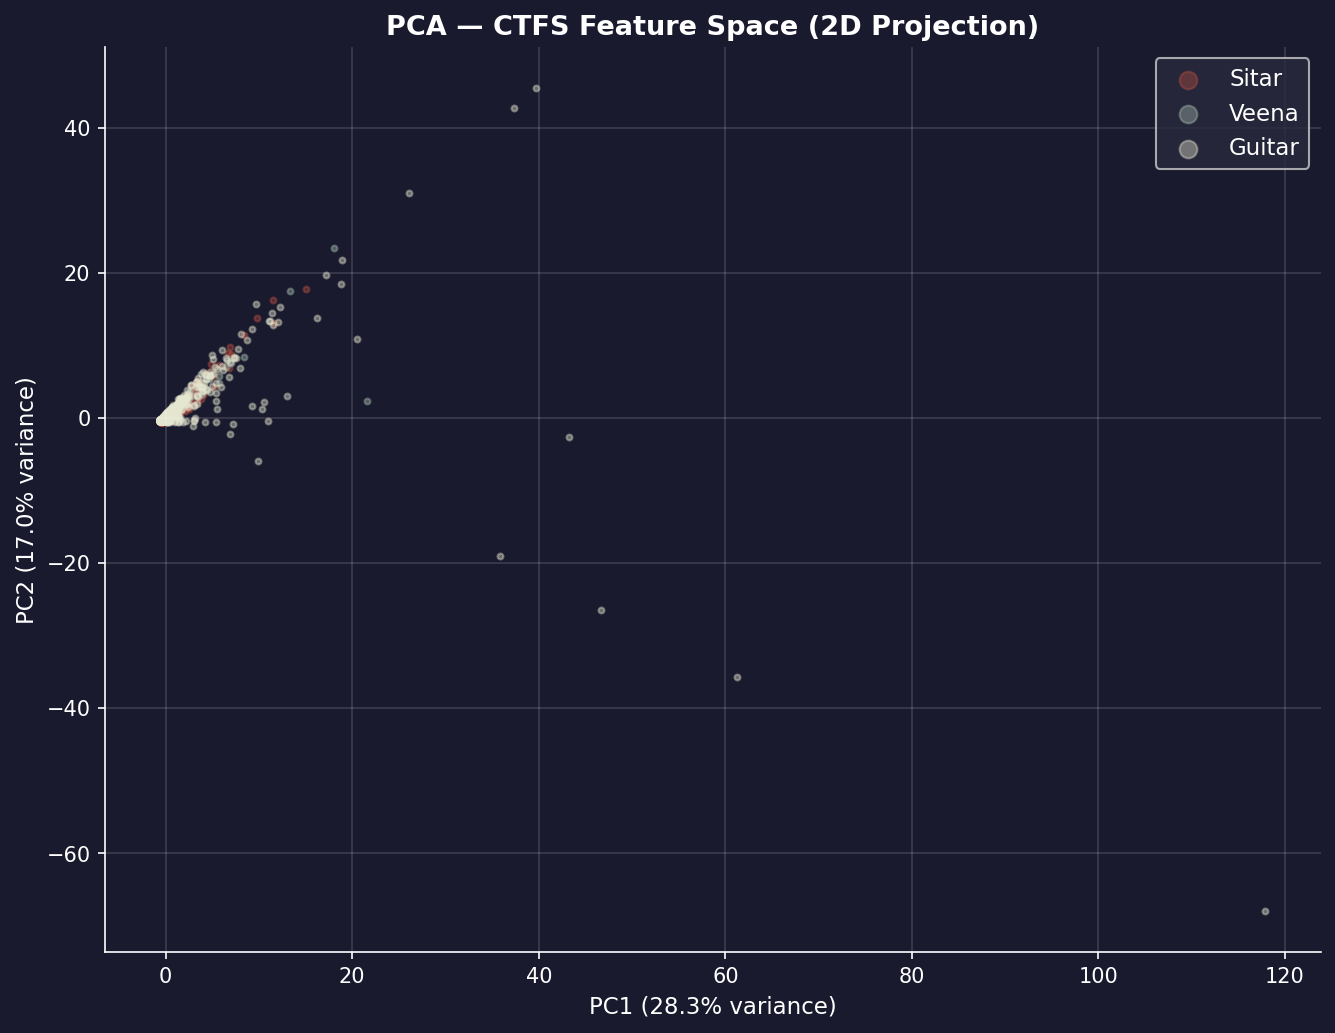 PCA — CTFS Feature Space (2D Projection)
Sitar
Veena
Guitar
40
20
0
−20
−40
−60
PC2 (17.0% variance)
0
20
40
60
80
100
120
PC1 (28.3% variance)